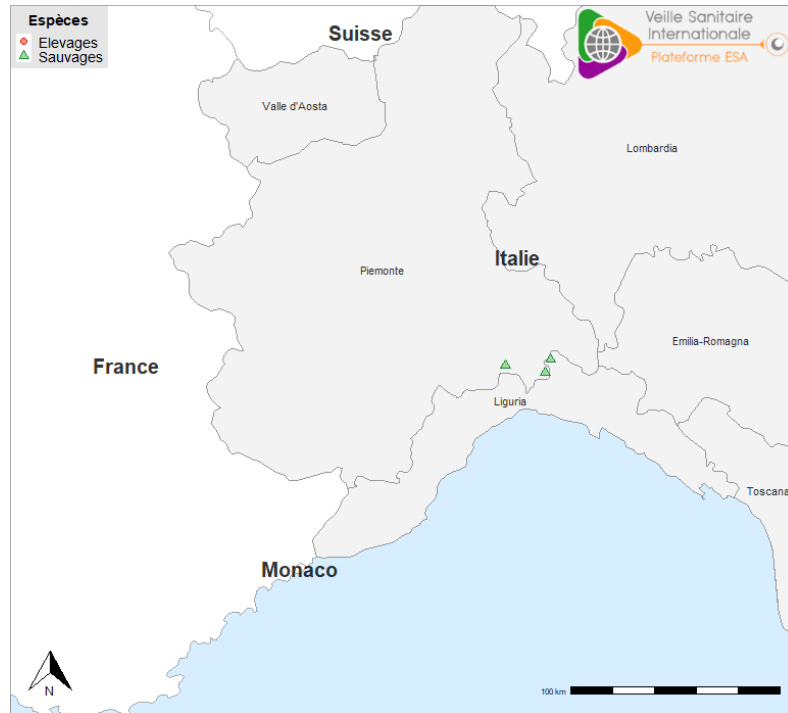 Espèces
Elevages
Sauvages
Suisse
Veille Sanitaire
Internationale
Plateforme ESA
Valle d'Aosta
Lombardia
Italie
Piemonte
Emilia-Romagna
France
Liguria
Toscana
Monaco
N
100 km